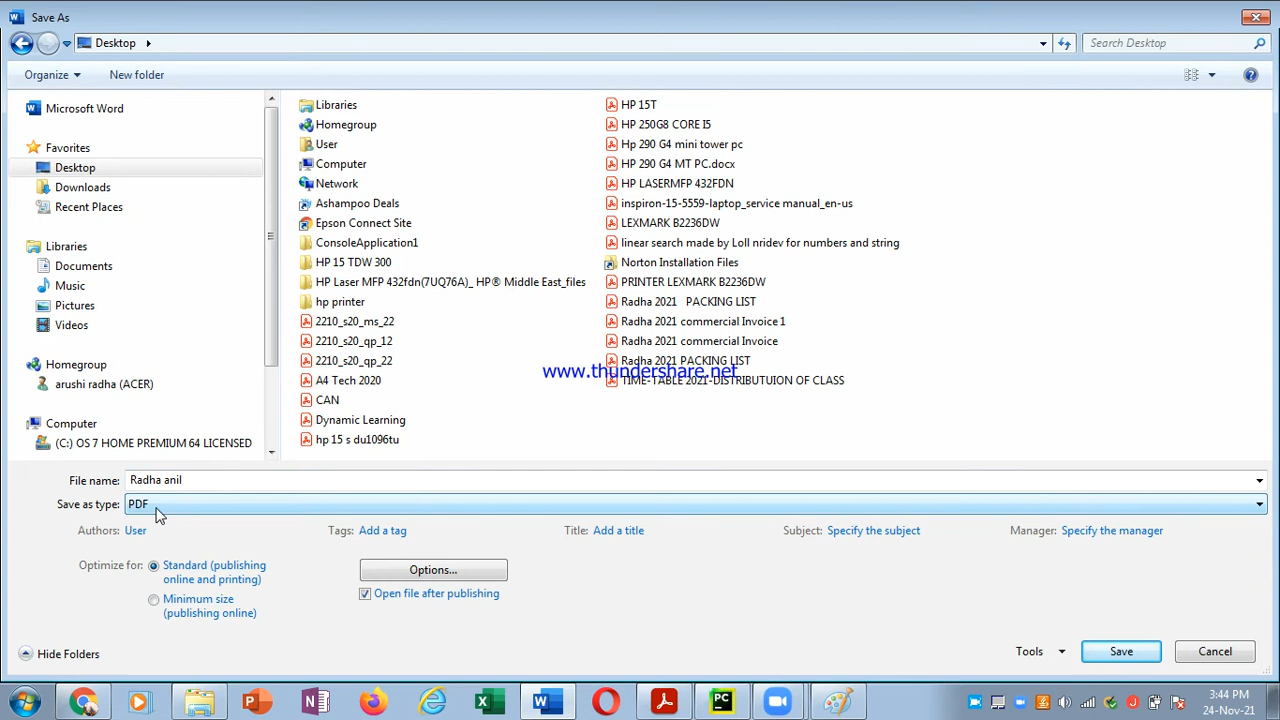 Save As
Desktop
Search Desktop
Organize
New folder
Microsoft Word
Favorites
Desktop
Downloads
Recent Places
Libraries
Documents
Music
Pictures
Videos
Homegroup
arushi radha (ACER)
Computer
(C:) OS 7 HOME PREMIUM 64 LICENSED
Libraries
Homegroup
User
Computer
Network
Ashampoo Deals
Epson Connect Site
ConsoleApplication1
HP 15 TDW 300
HP Laser MFP 432fdn(7UQ76A)_ HP® Middle East_files
hp printer
2210_s20_ms_22
2210_s20_qp_12
2210_s20_qp_22
A4 Tech 2020
CAN
Dynamic Learning
hp 15 s du1096tu
HP 15T
HP 250G8 CORE I5
Hp 290 G4 mini tower pc
HP 290 G4 MT PC.docx
HP LASERMFP 432FDN
inspiron-15-5559-laptop_service manual_en-us
LEXMARK B2236DW
linear search made by Loll nridev for numbers and string
Norton Installation Files
PRINTER LEXMARK B2236DW
Radha 2021 PACKING LIST
Radha 2021 commercial Invoice 1
Radha 2021 commercial Invoice
Radha 2021 PACKING LIST
www.thundershare.net
TIME-TABLE 2021-DISTRIBUTUION OF CLASS
File name: Radha anil
Save as type: PDF
Authors: User
Tags: Add a tag
Title: Add a title
Subject: Specify the subject
Manager: Specify the manager
Optimize for: Standard (publishing
online and printing)
Minimum size
(publishing online)
Options...
Open file after publishing
Hide Folders
Tools
Save
Cancel
3:44 PM
24-Nov-21